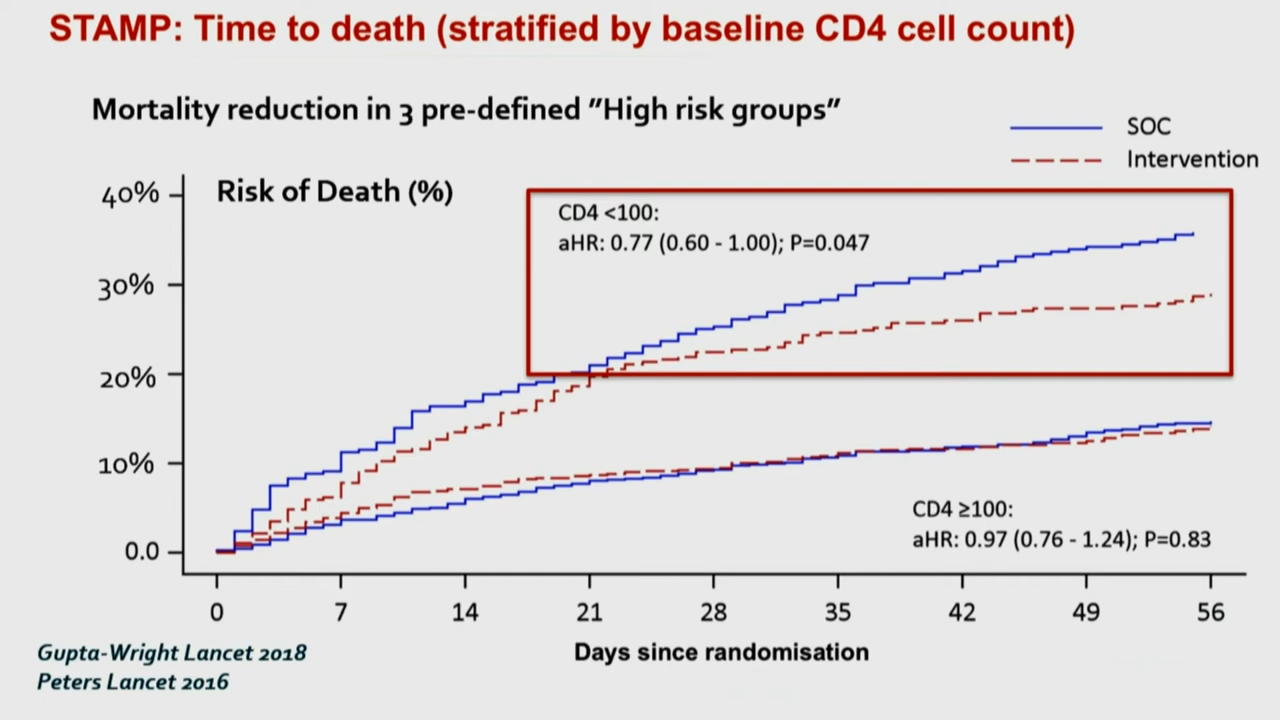 STAMP: Time to death (stratified by baseline CD4 cell count)
Mortality reduction in 3 pre-defined "High risk groups"
SOC
Intervention
Risk of Death (%)
40%
30%
20%
10%
0.0
CD4 <100:
aHR: 0.77 (0.60 - 1.00); P=0.047
CD4 ≥100:
aHR: 0.97 (0.76 - 1.24); P=0.83
0 7 14 21 28 35 42 49 56
Days since randomisation
Gupta-Wright Lancet 2018
Peters Lancet 2016